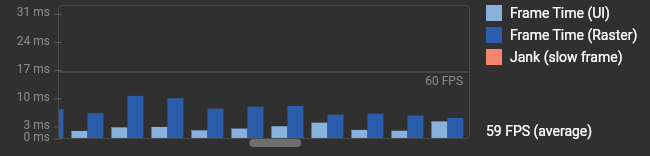 31 ms
24 ms
17 ms
10 ms
3 ms
0 ms
60 FPS
Frame Time (UI)
Frame Time (Raster)
Jank (slow frame)
59 FPS (average)